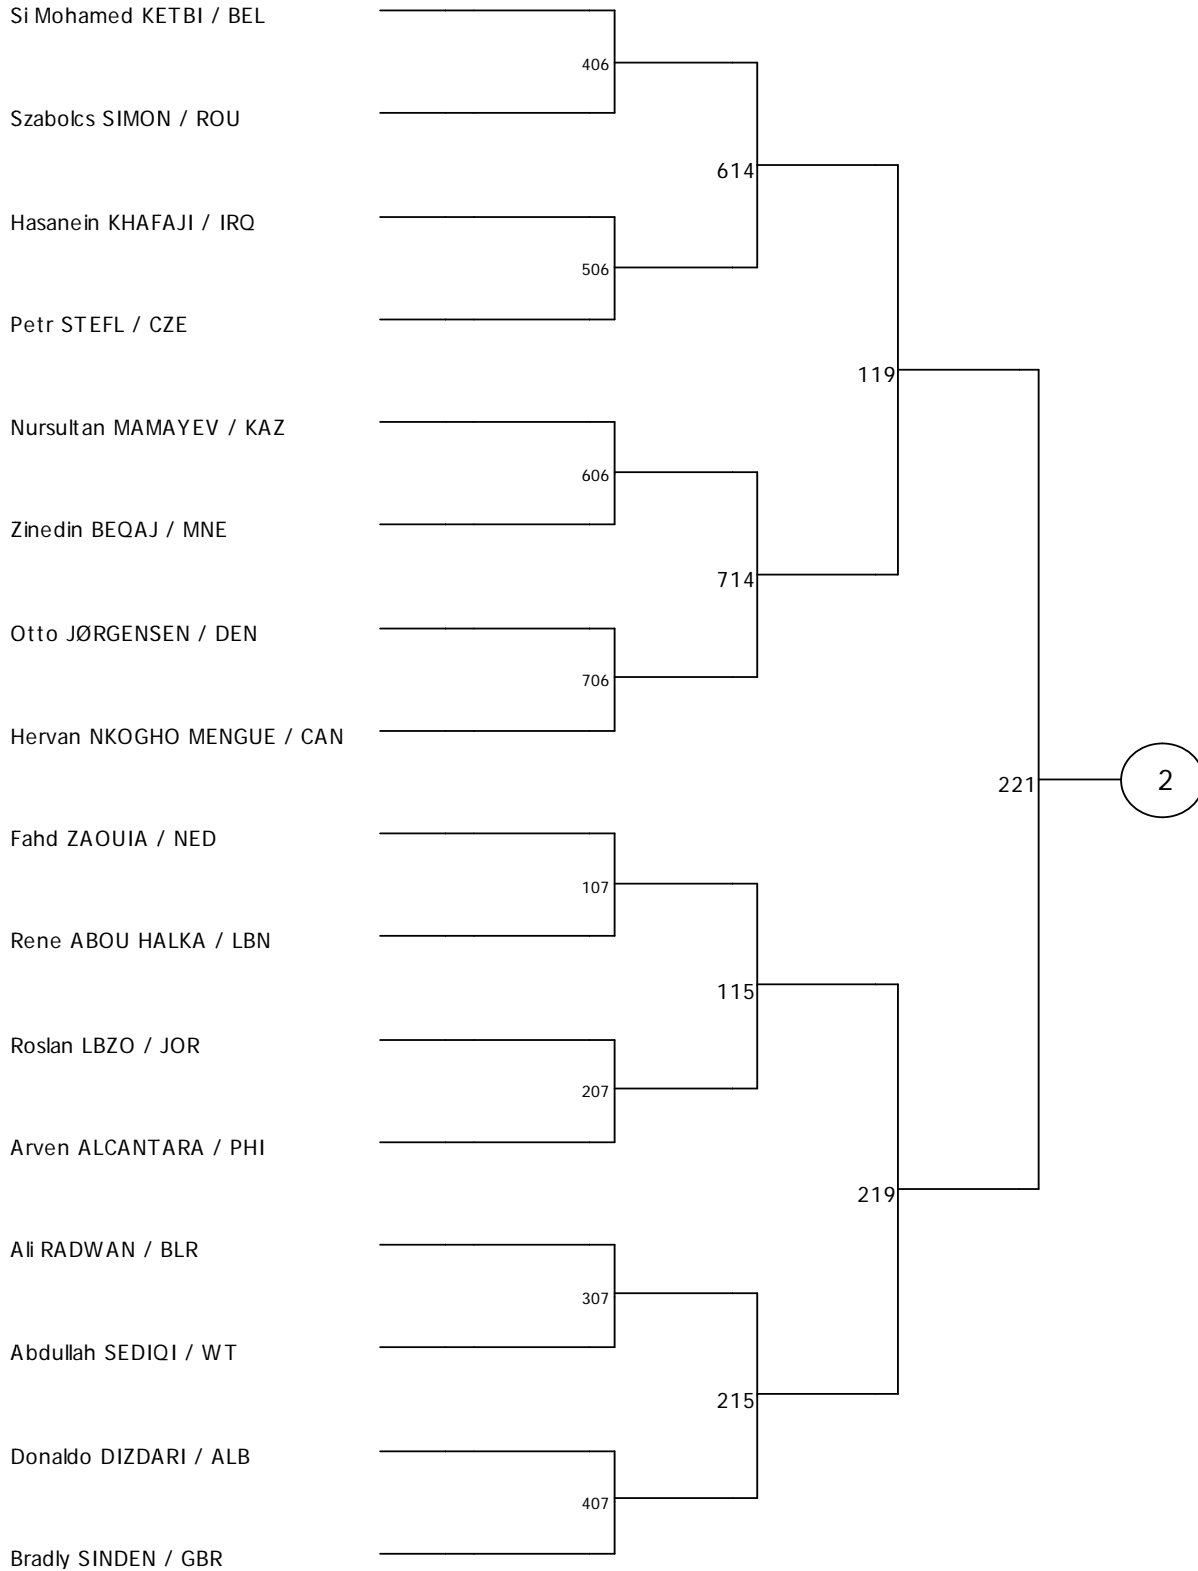 Si Mohamed KETBI / BEL
406
Szabolcs SIMON / ROU
614
Hasanein KHAFAJI / IRQ
506
Petr STEFL / CZE
119
Nursultan MAMAYEV / KAZ
606
Zinedin BEQAJ / MNE
714
Otto JØRGENSEN / DEN
706
Hervan NKOGHO MENGUE / CAN
221
2
Fahd ZAOUIA / NED
107
Rene ABOU HALKA / LBN
115
Roslan LBZO / JOR
207
Arven ALCANTARA / PHI
219
Ali RADWAN / BLR
307
Abdullah SEDIQI / WT
215
Donaldo DIZDARI / ALB
407
Bradly SINDEN / GBR